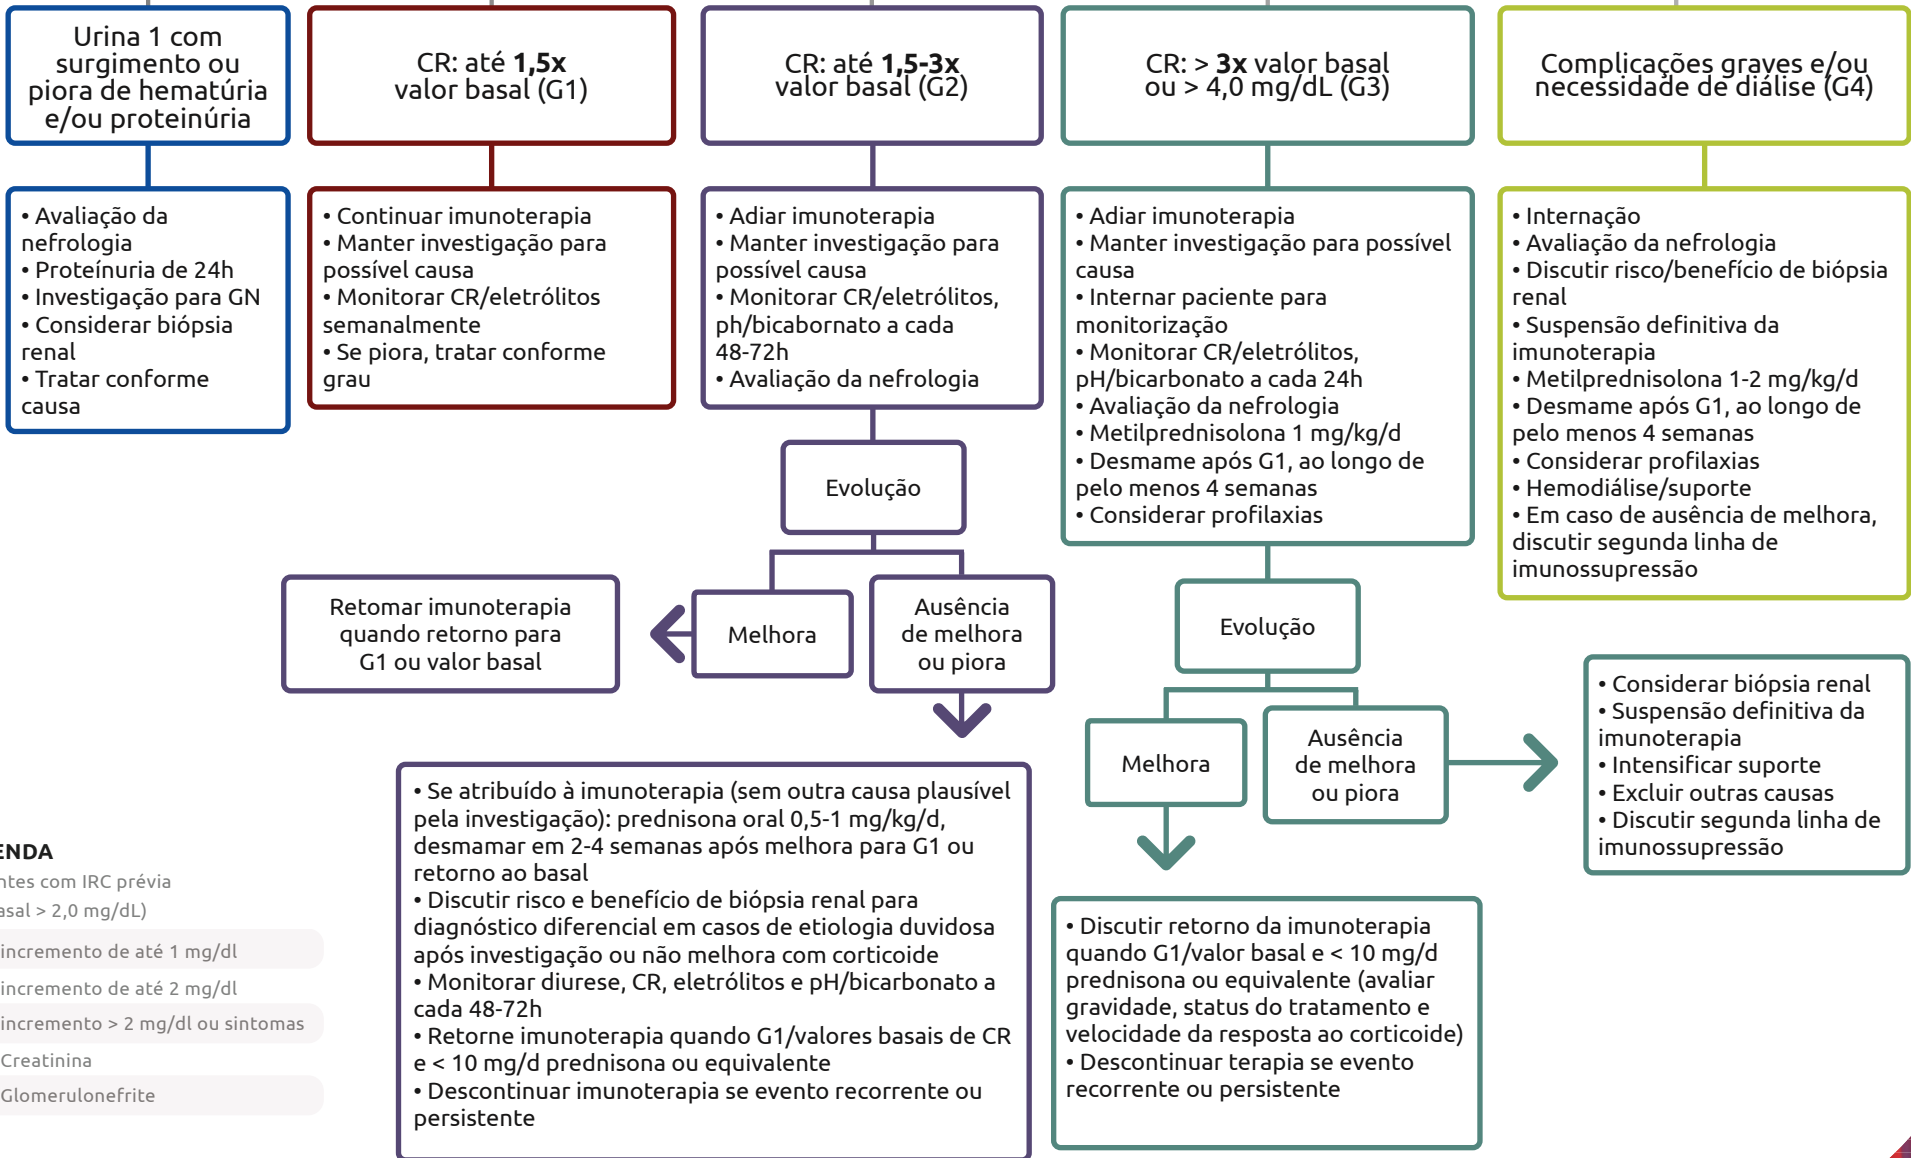 Urina 1 com
surgimento ou
piora de hematúria
e/ou proteinúria
CR: até 1,5x
valor basal (G1)
CR: até 1,5-3x
valor basal (G2)
CR: > 3x valor basal
ou > 4,0 mg/dL (G3)
Complicações graves e/ou
necessidade de diálise (G4)
• Avaliação da
nefrologia
• Proteínuria de 24h
• Investigação para GN
• Considerar biópsia
renal
• Tratar conforme
causa
• Continuar imunoterapia
• Manter investigação para
possível causa
• Monitorar CR/eletrólitos
semanalmente
• Se piora, tratar conforme
grau
• Adiar imunoterapia
• Manter investigação para
possível causa
• Monitorar CR/eletrólitos,
ph/bicabornato a cada
48-72h
• Avaliação da nefrologia
• Adiar imunoterapia
• Manter investigação para possível
causa
• Internar paciente para
monitorização
• Monitorar CR/eletrólitos,
pH/bicarbonato a cada 24h
• Avaliação da nefrologia
• Metilprednisolona 1 mg/kg/d
• Desmame após G1, ao longo de
pelo menos 4 semanas
• Considerar profilaxias
• Internação
• Avaliação da nefrologia
• Discutir risco/benefício de biópsia
renal
• Suspensão definitiva da
imunoterapia
• Metilprednisolona 1-2 mg/kg/d
• Desmame após G1, ao longo de
pelo menos 4 semanas
• Considerar profilaxias
• Hemodiálise/suporte
• Em caso de ausência de melhora,
discutir segunda linha de
imunossupressão
Evolução
Melhora
Ausência
de melhora
ou piora
Retomar imunoterapia
quando retorno para
G1 ou valor basal
• Se atribuído à imunoterapia (sem outra causa plausível
pela investigação): prednisona oral 0,5-1 mg/kg/d,
desmamar em 2-4 semanas após melhora para G1 ou
retorno ao basal
• Discutir risco e benefício de biópsia renal para
diagnóstico diferencial em casos de etiologia duvidosa
após investigação ou não melhora com corticoide
• Monitorar diurese, CR, eletrólitos e pH/bicarbonato a
cada 48-72h
• Retorne imunoterapia quando G1/valores basais de CR
e < 10 mg/d prednisona ou equivalente
• Descontinuar imunoterapia se evento recorrente ou
persistente
Evolução
Melhora
Ausência
de melhora
ou piora
• Considerar biópsia renal
• Suspensão definitiva da
imunoterapia
• Intensificar suporte
• Excluir outras causas
• Discutir segunda linha de
imunossupressão
• Discutir retorno da imunoterapia
quando G1/valor basal e < 10 mg/d
prednisona ou equivalente (avaliar
gravidade, status do tratamento e
velocidade da resposta ao corticoide)
• Descontinuar terapia se evento
recorrente ou persistente
ENDA
ntes com IRC prévia
asal > 2,0 mg/dL)
incremento de até 1 mg/dl
incremento de até 2 mg/dl
incremento > 2 mg/dl ou sintomas
Creatinina
Glomerulonefrite